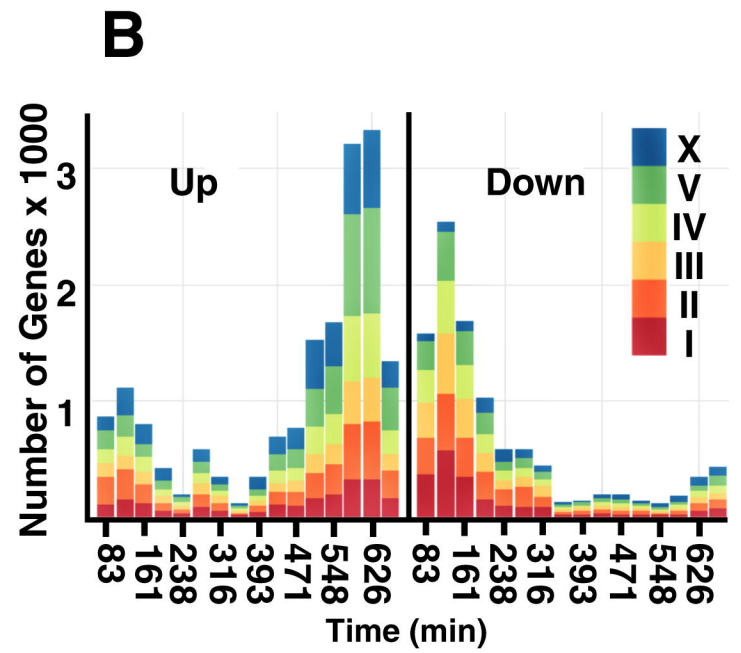 B
Number of Genes x 1000
3
2
1
Up
Down
X
V
IV
III
II
I
83 161 238 316 393 471 548 626
83 161 238 316 393 471 548 626
Time (min)